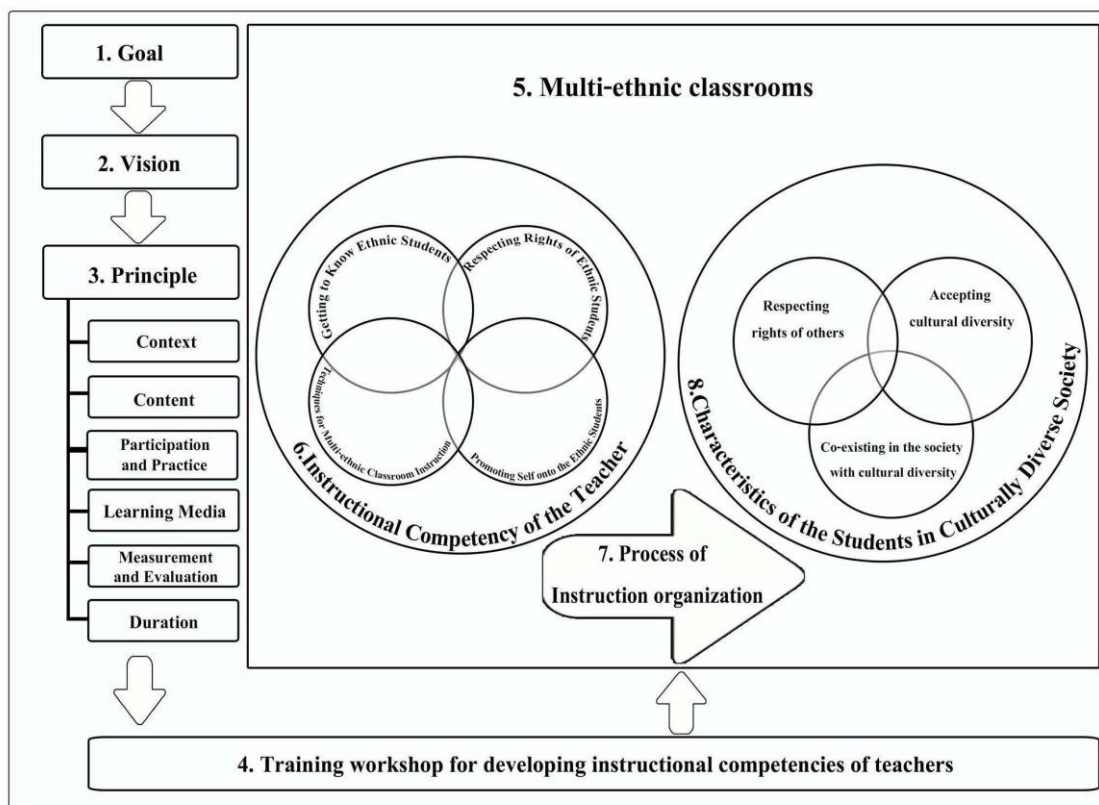 1. Goal
2. Vision
3. Principle
Context
Content
Participation
and Practice
Learning Media
Measurement
and Evaluation
Duration
4. Training workshop for developing instructional competencies of teachers
5. Multi-ethnic classrooms
Getting to Know Ethnic Students
Respecting Rights of Ethnic Students
Techniques for Multi-ethnic Classroom Instruction
Promoting Self onto the Ethnic Students
6.Instructional Competency of the Teacher
7. Process of
Instruction organization
Respecting
rights of others
Accepting
cultural diversity
Co-existing in the society
with cultural diversity
8.Characteristics of the Students in Culturally Diverse Society